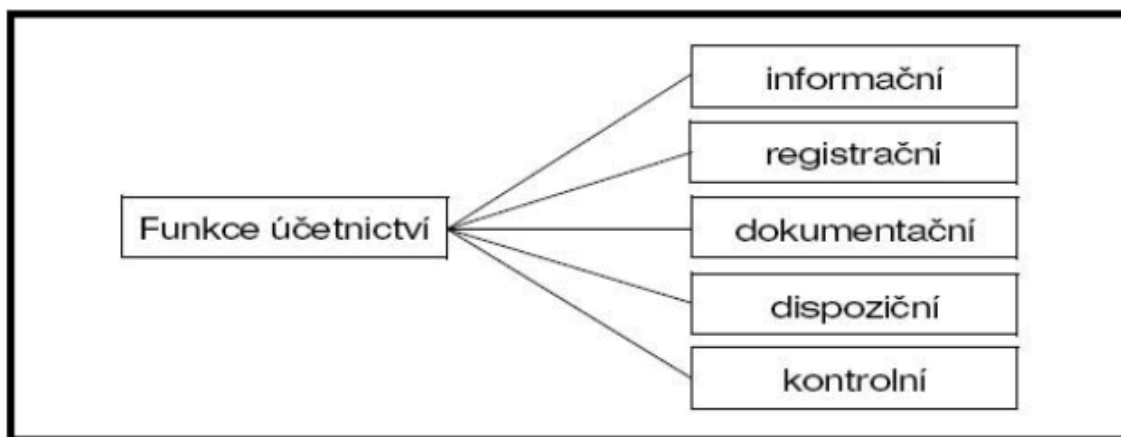 informační
registrační
Funkce účetnictví
dokumentační
dispoziční
kontrolní